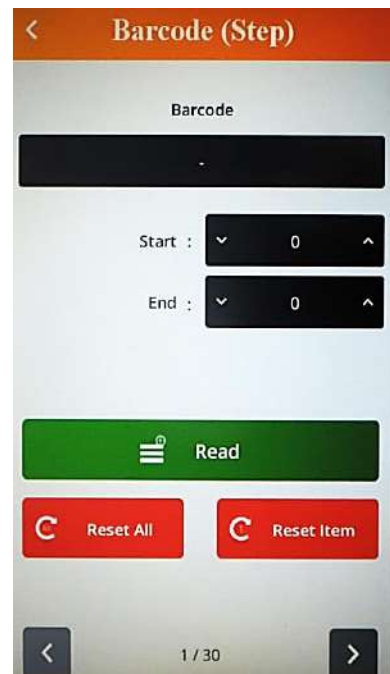 Barcode (Step)
Barcode
-
Start : 0
End : 0
Read
Reset All
Reset Item
1 / 30